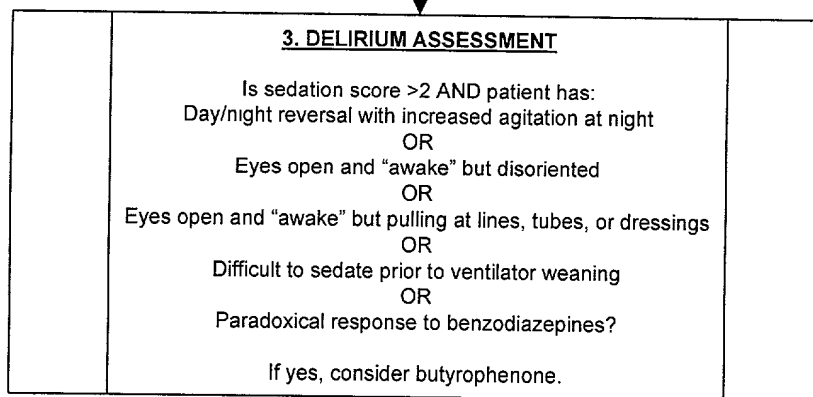 3. DELIRIUM ASSESSMENT
Is sedation score >2 AND patient has:
Day/night reversal with increased agitation at night
OR
Eyes open and “awake” but disoriented
OR
Eyes open and “awake” but pulling at lines, tubes, or dressings
OR
Difficult to sedate prior to ventilator weaning
OR
Paradoxical response to benzodiazepines?
If yes, consider butyrophenone.